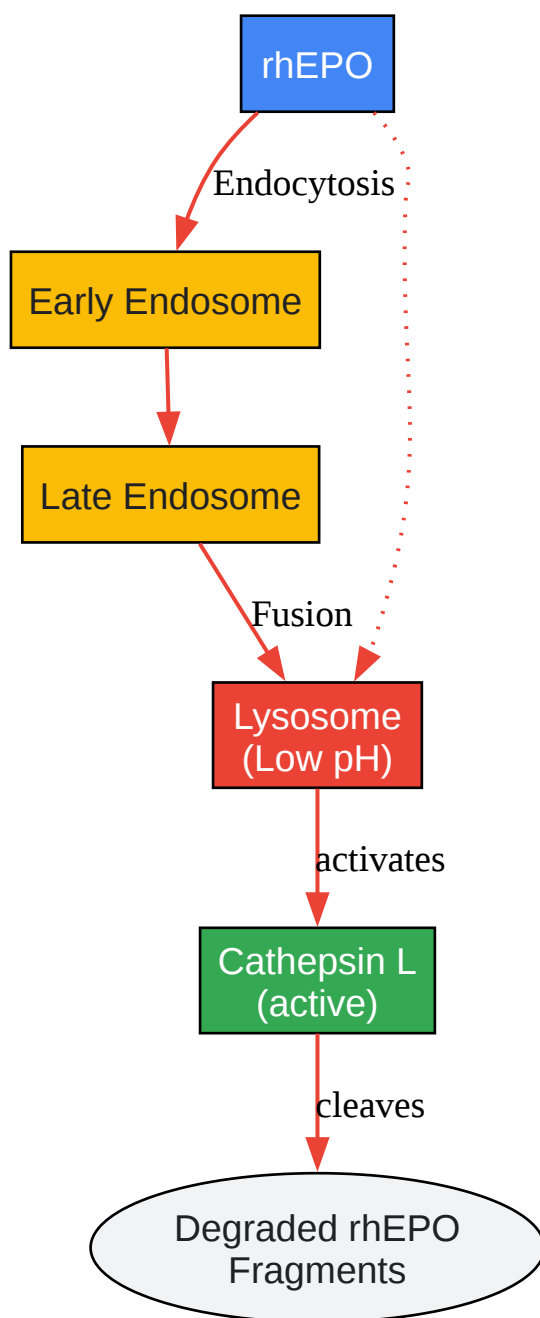 rhEPO
Endocytosis
Early Endosome
Late Endosome
Fusion
Lysosome
(Low pH)
activates
Cathepsin L
(active)
cleaves
Degraded rhEPO
Fragments